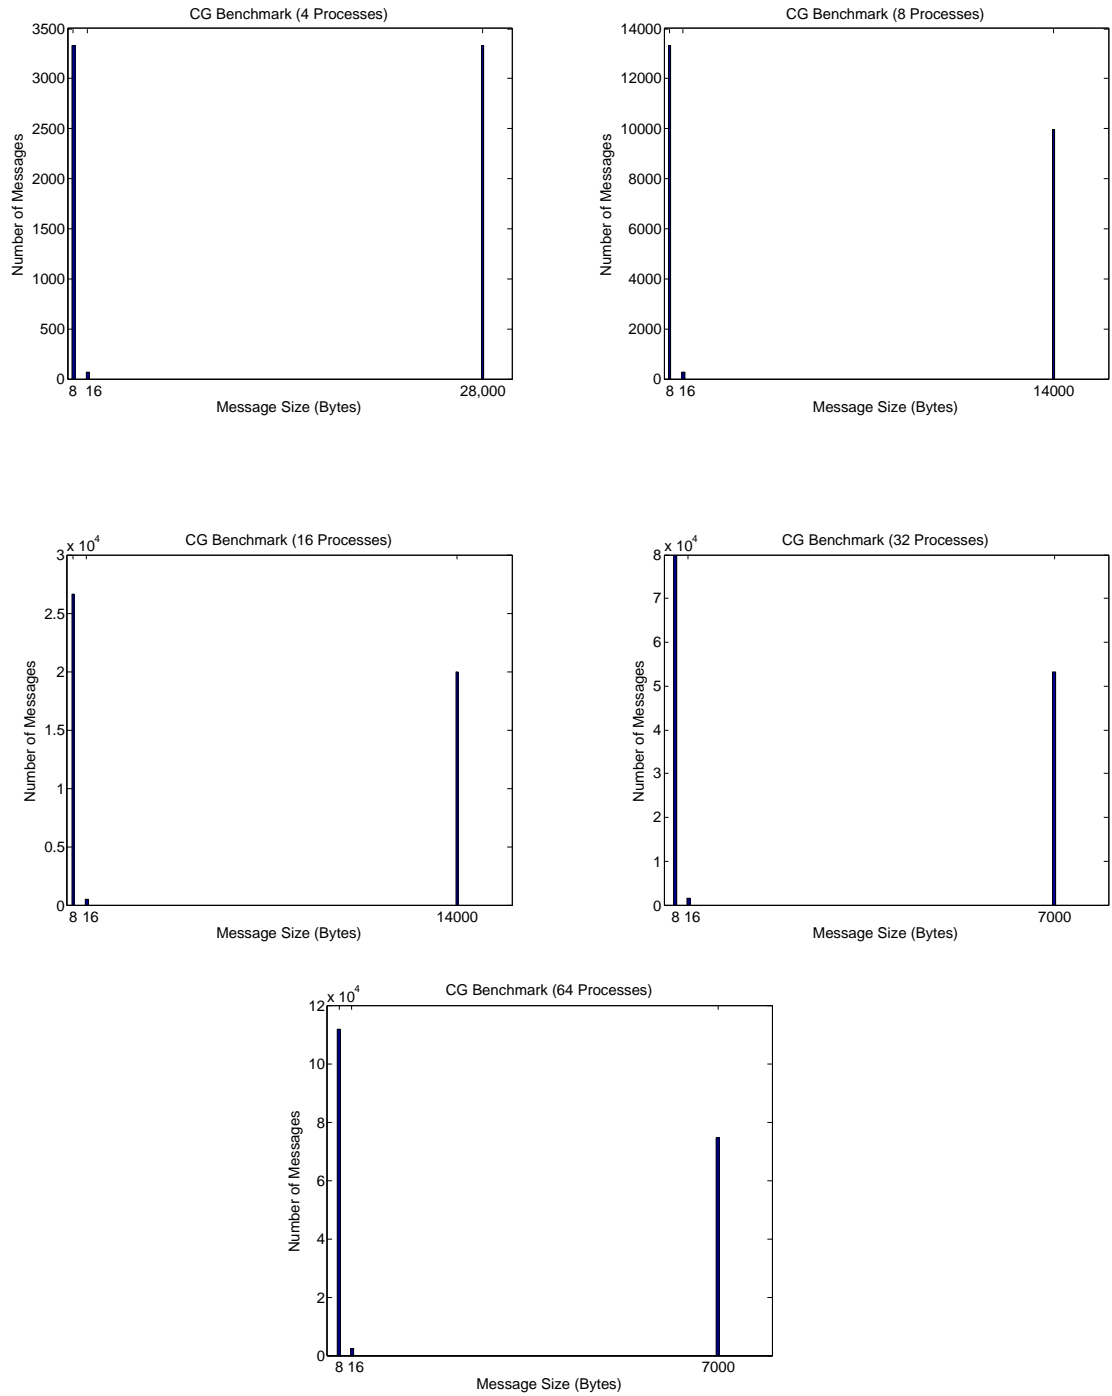 CG Benchmark (4 Processes)
3500
3000
2500
2000
1500
1000
500
0
Number of Messages
8 16 28,000
Message Size (Bytes)
CG Benchmark (8 Processes)
14000
12000
10000
8000
6000
4000
2000
0
Number of Messages
8 16 14000
Message Size (Bytes)
CG Benchmark (16 Processes)
x 10^4
3
2.5
2
1.5
1
0.5
0
Number of Messages
8 16 14000
Message Size (Bytes)
CG Benchmark (32 Processes)
x 10^4
8
7
6
5
4
3
2
1
0
Number of Messages
8 16 7000
Message Size (Bytes)
CG Benchmark (64 Processes)
x 10^4
12
10
8
6
4
2
0
Number of Messages
8 16 7000
Message Size (Bytes)